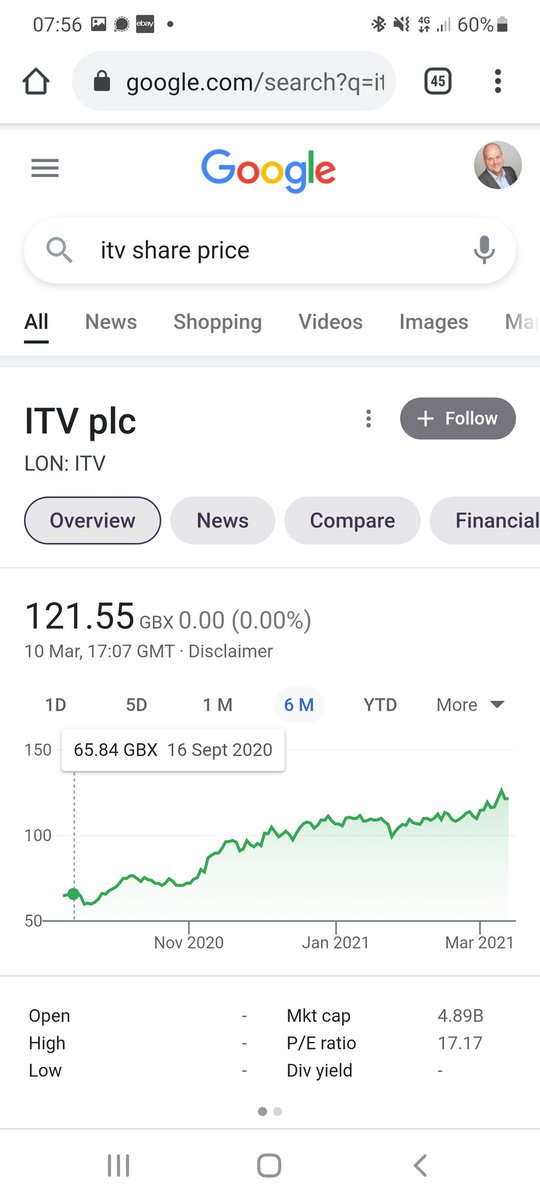 07:56 ebay 4G 60%
google.com/search?q=it 45
Google
itv share price
All News Shopping Videos Images Ma
ITV plc + Follow
LON: ITV
Overview News Compare Financial
121.55 GBX 0.00 (0.00%)
10 Mar, 17:07 GMT · Disclaimer
1D 5D 1 M 6 M YTD More
150 65.84 GBX 16 Sept 2020
100
50
Nov 2020 Jan 2021 Mar 2021
Open - Mkt cap 4.89B
High - P/E ratio 17.17
Low - Div yield -